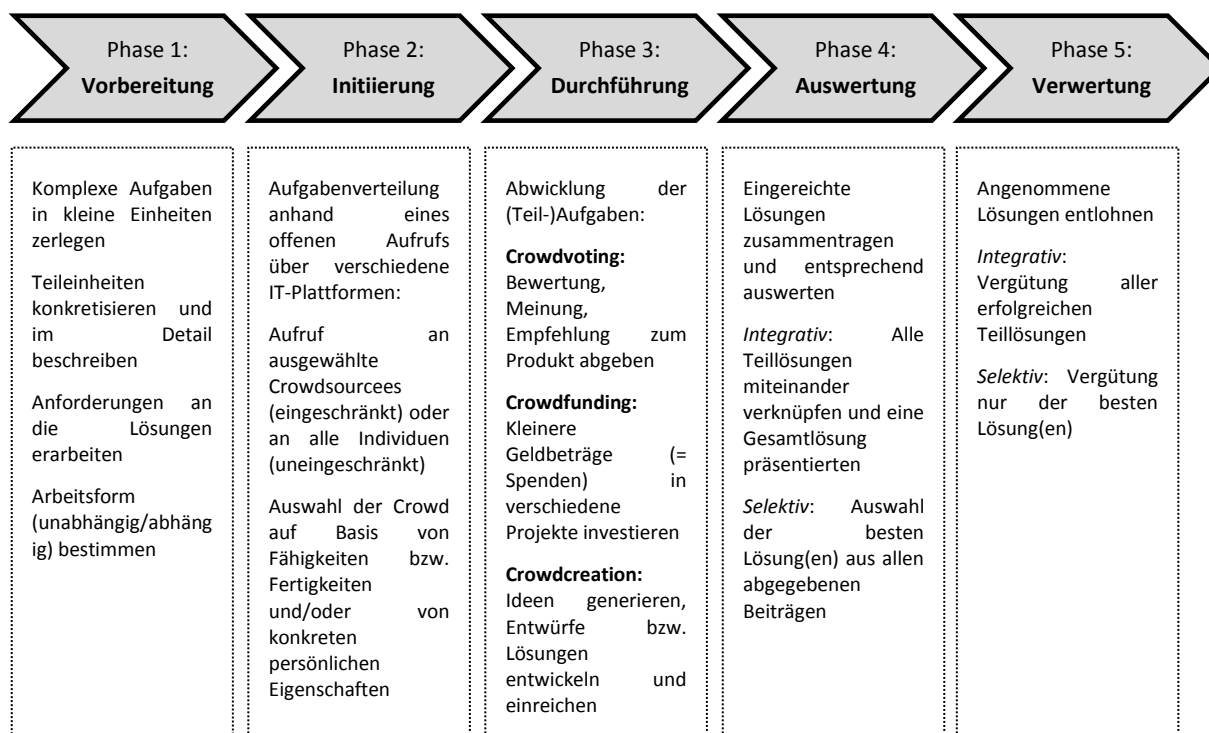 Phase 1:
Vorbereitung
Phase 2:
Initiierung
Phase 3:
Durchführung
Phase 4:
Auswertung
Phase 5:
Verwertung
Komplexe Aufgaben
in kleine Einheiten
zerlegen
Teileinheiten
konkretisieren und
im Detail
beschreiben
Anforderungen an
die Lösungen
erarbeiten
Arbeitsform
(unabhängig/abhäng
ig) bestimmen
Aufgabenverteilung
anhand eines
offenen Aufrufs
über verschiedene
IT-Plattformen:
Aufruf an
ausgewählte
Crowdsourcees
(eingeschränkt) oder
an alle Individuen
(uneingeschränkt)
Auswahl der Crowd
auf Basis von
Fähigkeiten bzw.
Fertigkeiten
und/oder von
konkreten
persönlichen
Eigenschaften
Abwicklung der
(Teil-)Aufgaben:
Crowdvoting:
Bewertung,
Meinung,
Empfehlung zum
Produkt abgeben
Crowdfunding:
Kleinere
Geldbeträge (=
Spenden) in
verschiedene
Projekte investieren
Crowdcreation:
Ideen generieren,
Entwürfe bzw.
Lösungen
entwickeln und
einreichen
Eingereichte
Lösungen
zusammentragen
und entsprechend
auswerten
Integrativ: Alle
Teillösungen
miteinander
verknüpfen und eine
Gesamtlösung
präsentierten
Selektiv: Auswahl
der besten
Lösung(en) aus allen
abgegebenen
Beiträgen
Angenommene
Lösungen entlohnen
Integrativ:
Vergütung aller
erfolgreichen
Teillösungen
Selektiv: Vergütung
nur der besten
Lösung(en)